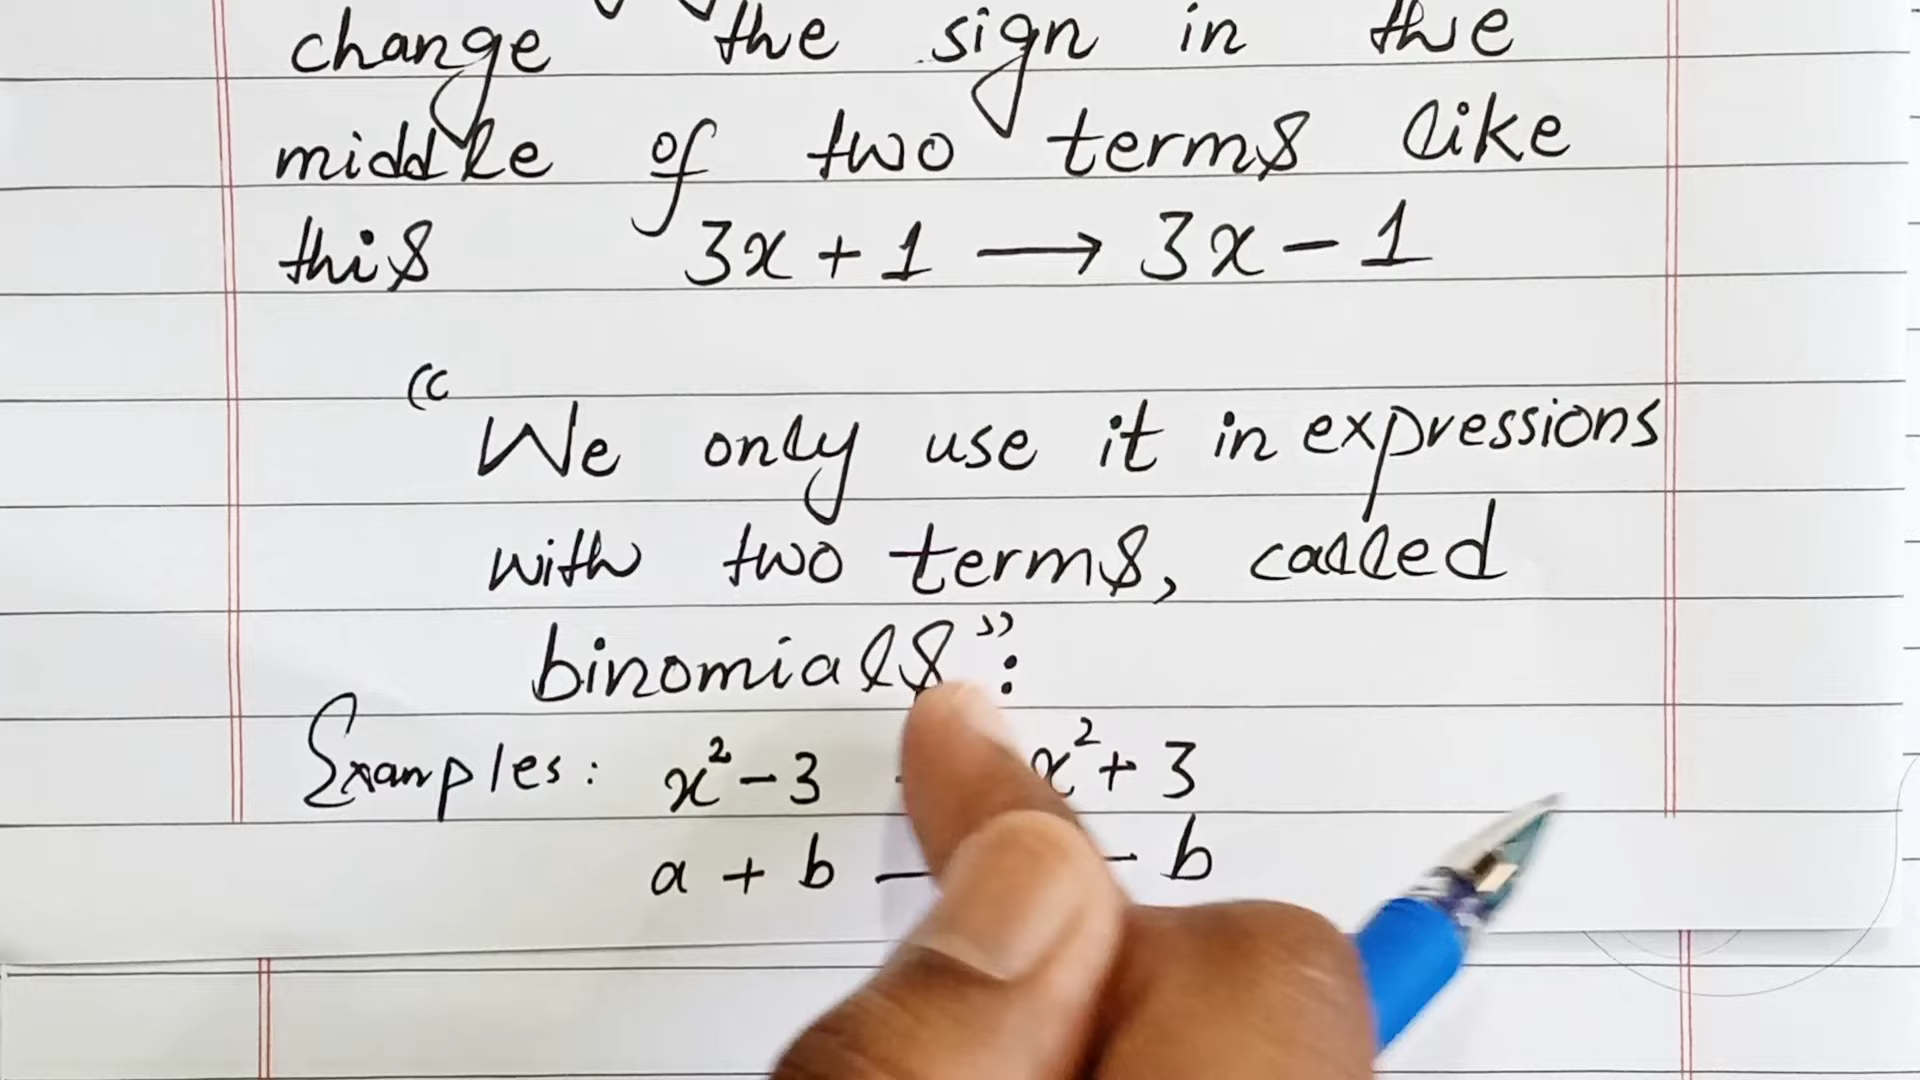 change the sign in the
middle of two terms like
this 3x + 1 → 3x - 1
“We only use it in expressions
with two terms, called
binomials”:
Examples: x² - 3 x² + 3
a + b - b